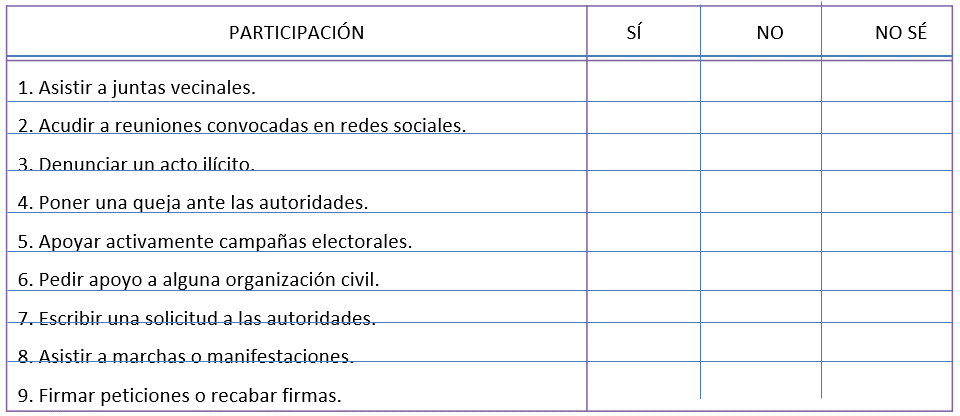 PARTICIPACIÓN SÍ NO NO SÉ
1. Asistir a juntas vecinales.
2. Acudir a reuniones convocadas en redes sociales.
3. Denunciar un acto ilícito.
4. Poner una queja ante las autoridades.
5. Apoyar activamente campañas electorales.
6. Pedir apoyo a alguna organización civil.
7. Escribir una solicitud a las autoridades.
8. Asistir a marchas o manifestaciones.
9. Firmar peticiones o recabar firmas.